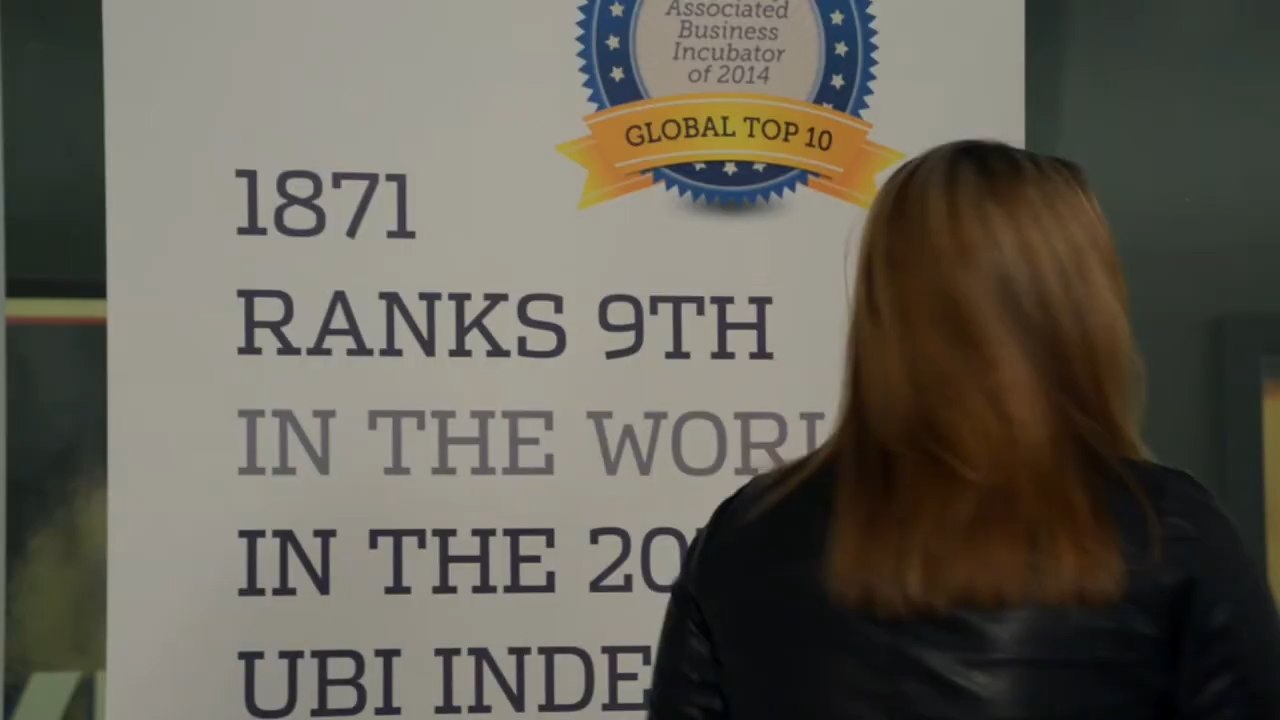 Associated
Business
Incubator
of 2014
GLOBAL TOP 10
1871
RANKS 9TH
IN THE
IN THE
UBI